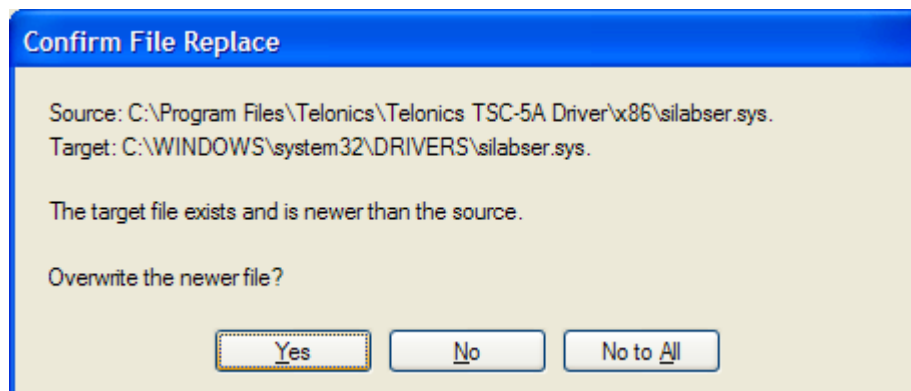 Confirm File Replace
Source: C:\Program Files\Telonics\Telonics TSC-5A Driver\x86\silabser.sys.
Target: C:\WINDOWS\system32\DRIVERS\silabser.sys.
The target file exists and is newer than the source.
Overwrite the newer file?
Yes No No to All